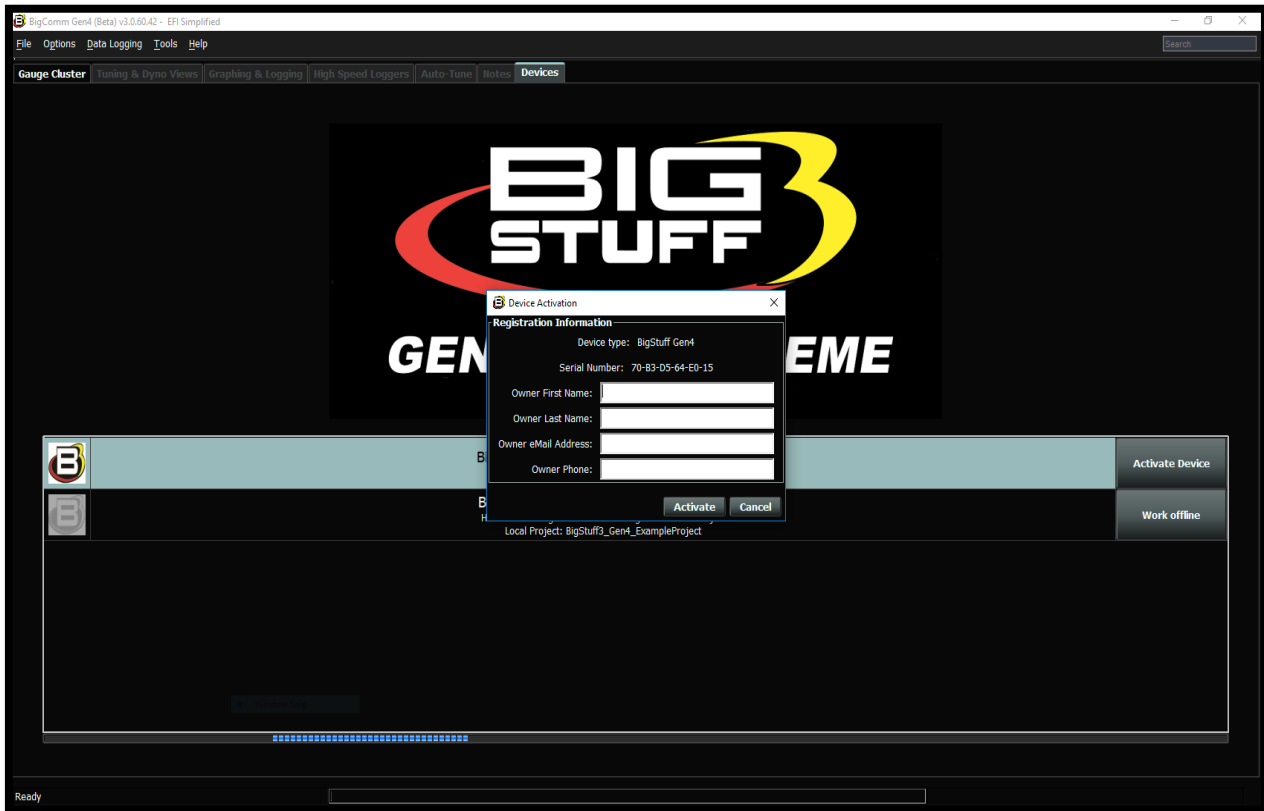 BigComm Gen4 (Beta) v3.0.60.42 - EFI Simplified
File Options Data Logging Tools Help
Search
Gauge Cluster Tuning & Dyno Views Graphing & Logging High Speed Loggers Auto-Tune Notes Devices
BIG 3
STUFF
GEN EME
Device Activation
Registration Information
Device type: BigStuff Gen4
Serial Number: 70-B3-D5-64-E0-15
Owner First Name:
Owner Last Name:
Owner eMail Address:
Owner Phone:
Activate Cancel
B
Activate Device
B
Work offline
Local Project: BigStuff3_Gen4_ExampleProject
Ready